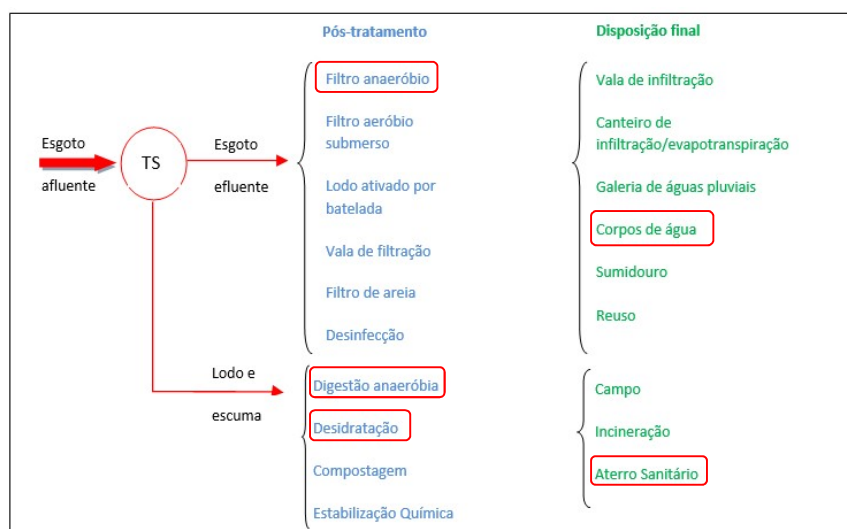 Pós-tratamento
Disposição final
Esgoto
afluente
TS
Esgoto
efluente
Filtro anaeróbio
Filtro aeróbio
submerso
Lodo ativado por
batelada
Vala de filtração
Filtro de areia
Desinfecção
Vala de infiltração
Canteiro de
infiltração/evapotranspiração
Galeria de águas pluviais
Corpos de água
Sumidouro
Reuso
Lodo e
escuma
Digestão anaeróbia
Desidratação
Compostagem
Estabilização Química
Campo
Incineração
Aterro Sanitário